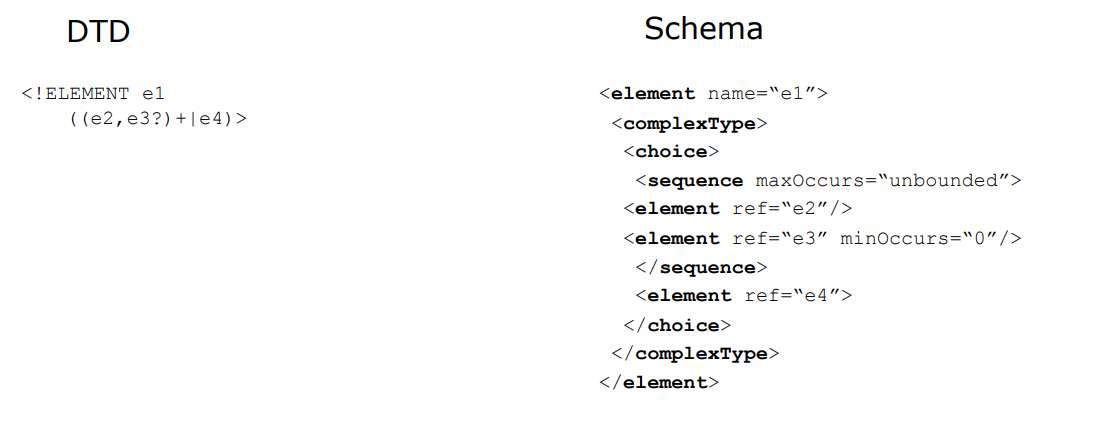 DTD
<!ELEMENT e1
((e2,e3?)+|e4)>
Schema
<element name=“e1”>
<complexType>
<choice>
<sequence maxOccurs=“unbounded”>
<element ref=“e2”/>
<element ref=“e3” minOccurs=“0”/>
</sequence>
<element ref=“e4”>
</choice>
</complexType>
</element>